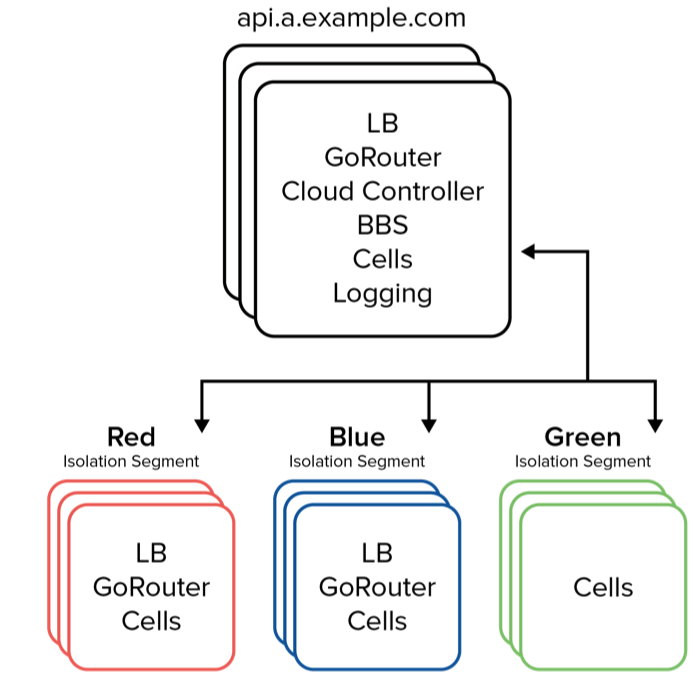 api.a.example.com
LB
GoRouter
Cloud Controller
BBS
Cells
Logging
Red
Isolation Segment
LB
GoRouter
Cells
Blue
Isolation Segment
LB
GoRouter
Cells
Green
Isolation Segment
Cells